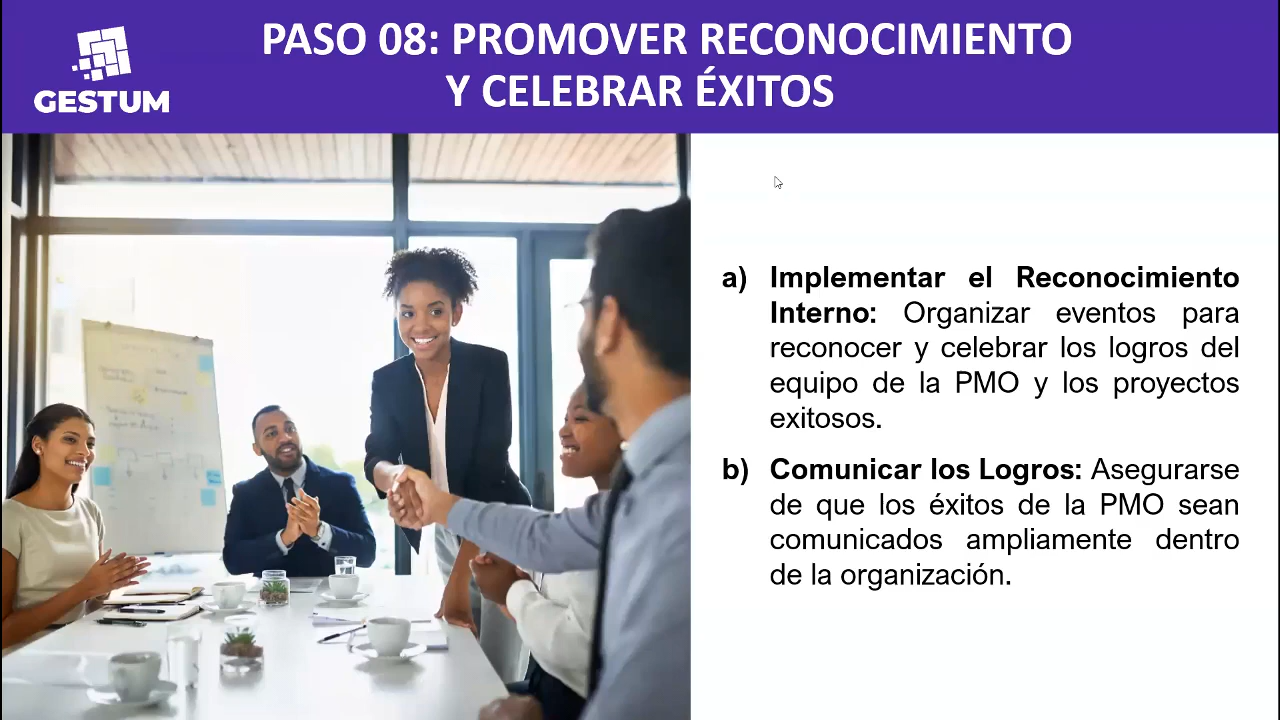 PASO 08: PROMOVER RECONOCIMIENTO
Y CELEBRAR ÉXITOS
GESTUM
a) Implementar el Reconocimiento
Interno: Organizar eventos para
reconocer y celebrar los logros del
equipo de la PMO y los proyectos
exitosos.
b) Comunicar los Logros: Asegurarse
de que los éxitos de la PMO sean
comunicados ampliamente dentro
de la organización.